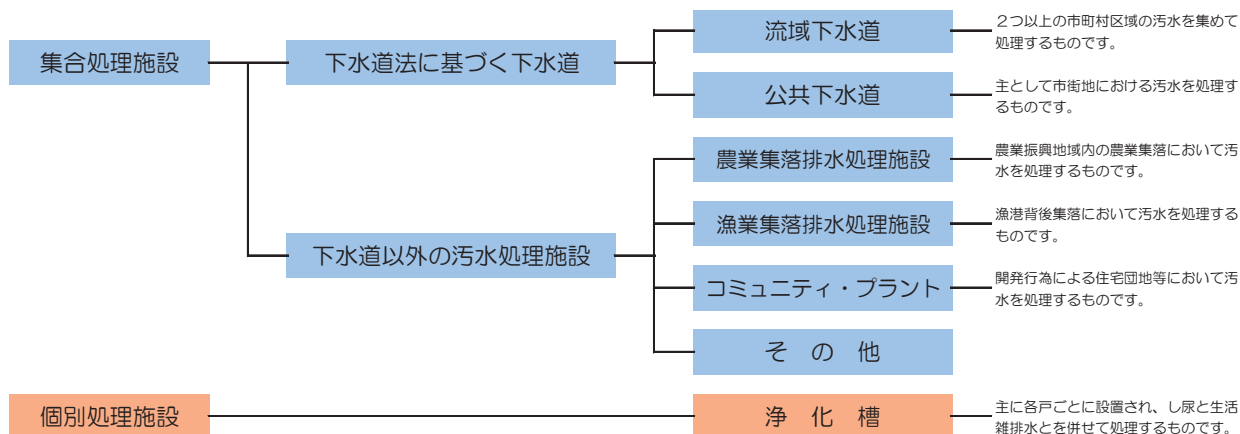 集合処理施設
下水道法に基づく下水道
流域下水道
２つ以上の市町村区域の汚水を集めて
処理するものです。
公共下水道
主として市街地における汚水を処理す
るものです。
下水道以外の汚水処理施設
農業集落排水処理施設
農業振興地域内の農業集落において汚
水を処理するものです。
漁業集落排水処理施設
漁港背後集落において汚水を処理する
ものです。
コミュニティ・プラント
開発行為による住宅団地等において汚
水を処理するものです。
そ　の　他
個別処理施設
浄　化　槽
主に各戸ごとに設置され、し尿と生活
雑排水とを併せて処理するものです。